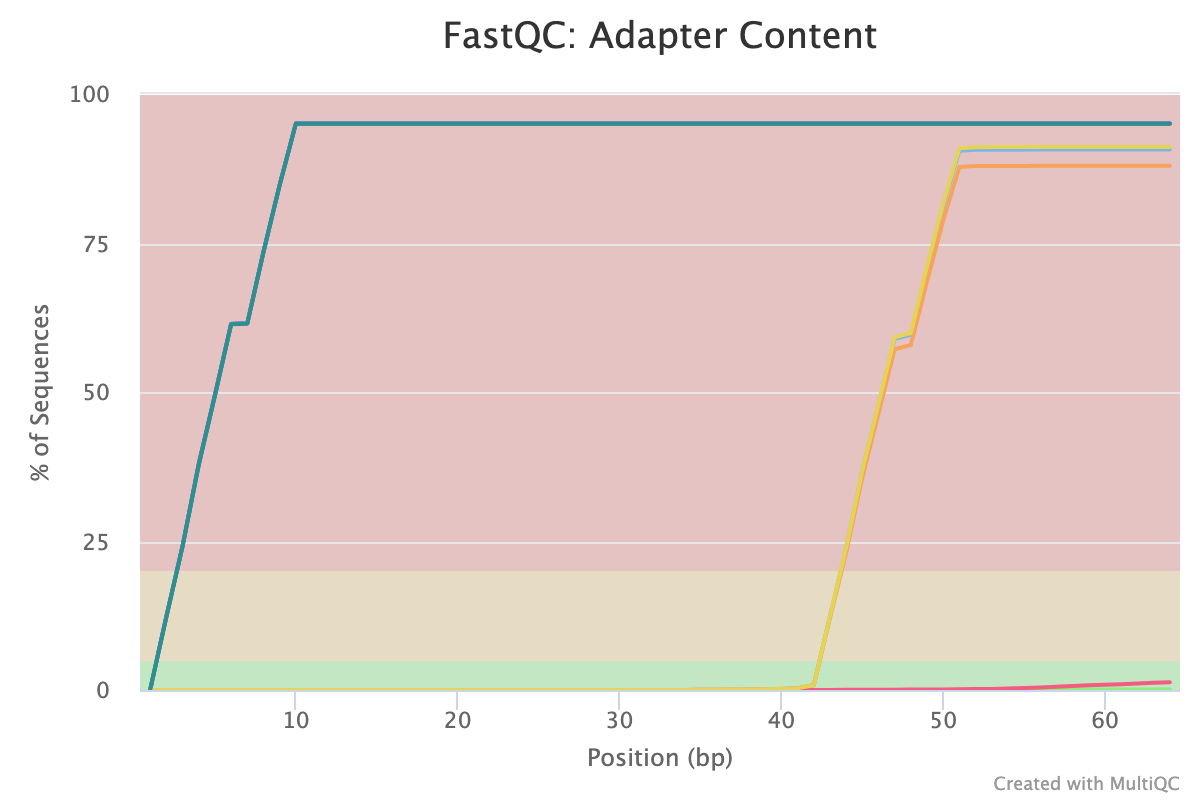 FastQC: Adapter Content
100
75
50
25
0
% of Sequences
10 20 30 40 50 60
Position (bp)
Created with MultiQC